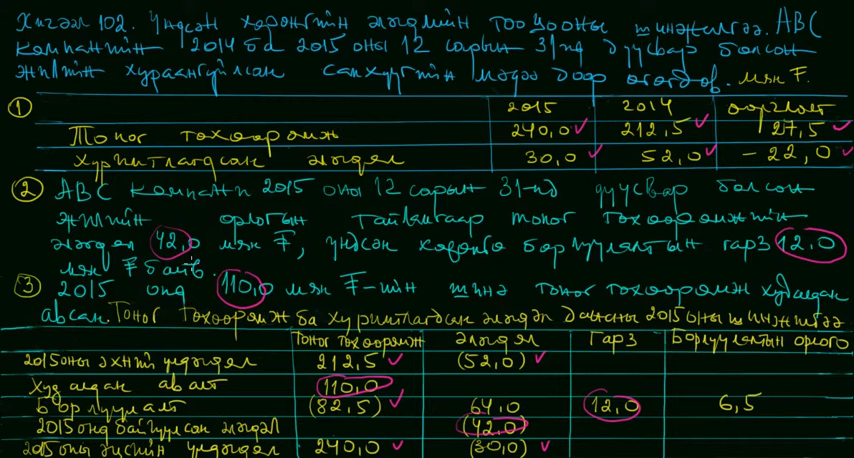 Хичээл 102. Үндсэн хөрөнгийн элэгдлийн тооцооны шинжилгээ. ABC
компанийн 2014 ба 2015 оны 12 сарын 31-нд дуусвар болсон
жилийн хураангуйлсан санхүүгийн мэдээ доор өгөгдөв. мян ₮.
① 2015 2014 өөрчлөлт
Тоног төхөөрөмж 240,0 212,5 27,5
Хуримтлагдсан элэгдэл 30,0 52,0 -22,0
② ABC компани 2015 оны 12 сарын 31-нд дуусвар болсон
жилийн орлогын тайлангаар тоног төхөөрөмжийн
элэгдэл 42,0 мян ₮, үндсэн хөрөнгө борлуулалтын гарз 12,0
мян ₮ байв.
③ 2015 онд 110,0 мян ₮-ийн шинэ тоног төхөөрөмж худалдан
авсан. Тоног төхөөрөмж ба хуримтлагдсан элэгдэл дансны 2015 оны шинжилгээ
Тоног төхөөрөмж Элэгдэл Гарз Борлуулалтын орлого
2015 оны эхний үлдэгдэл 212,5 (52,0)
Худалдан авалт 110,0
Борлуулалт (82,5) 64,0 12,0 6,5
2015 онд байгуулсан элэгдэл (42,0)
2015 оны эцсийн үлдэгдэл 240,0 (30,0)